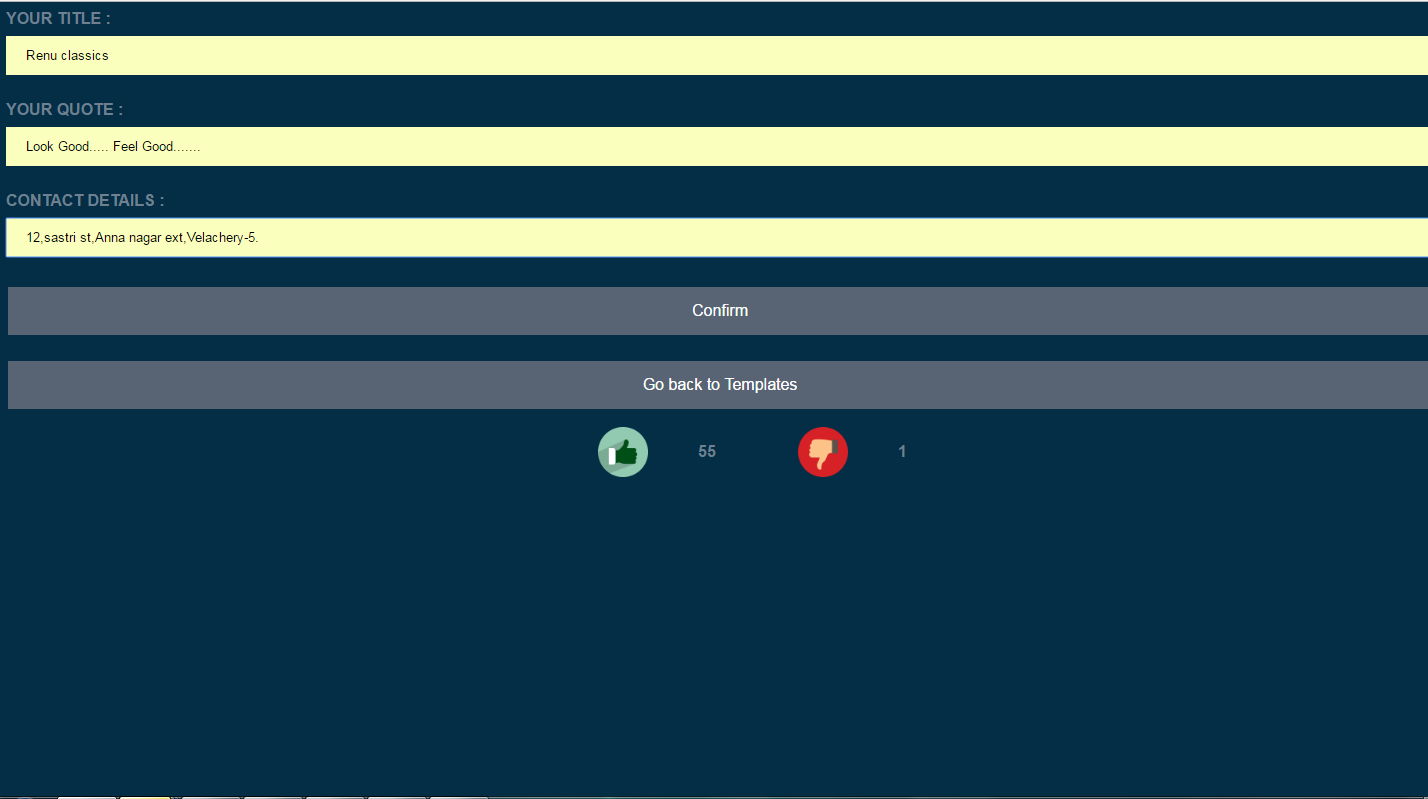 YOUR TITLE :
Renu classics
YOUR QUOTE :
Look Good..... Feel Good.......
CONTACT DETAILS :
12,sastri st,Anna nagar ext,Velachery-5.
Confirm
Go back to Templates
55 1